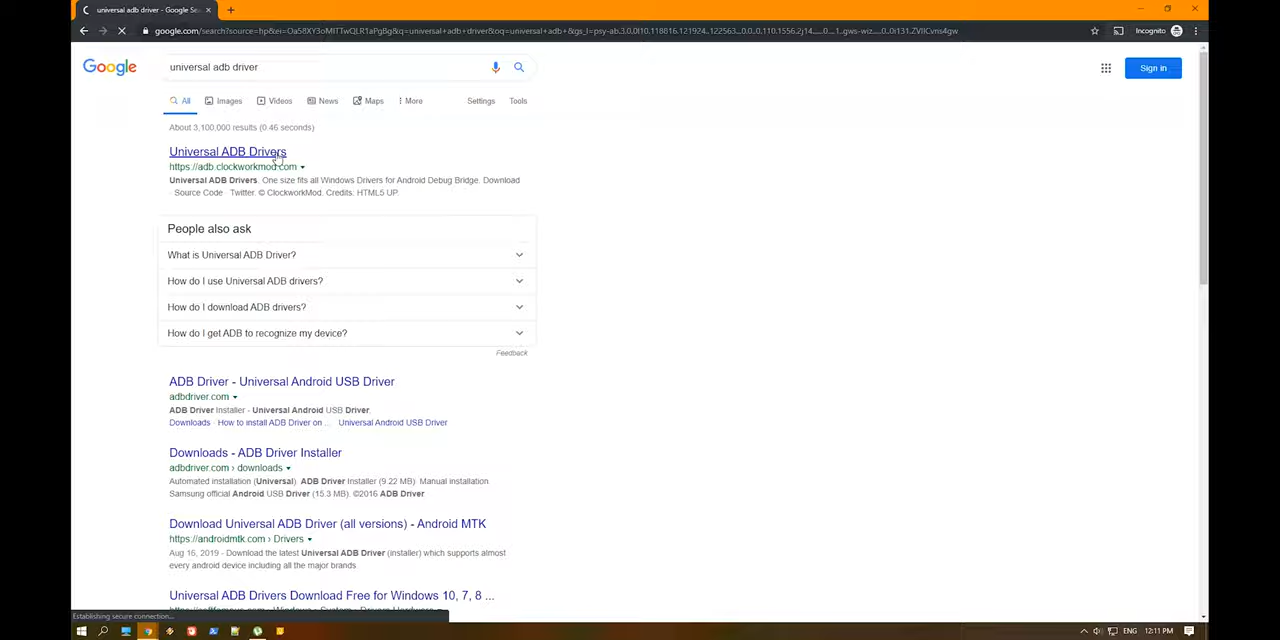 universal adb driver - Google Se
google.com/search?source=hp&ei=
Incognito
Google
universal adb driver
Sign in
All
Images
Videos
News
Maps
More
Settings
Tools
About 3,100,000 results (0.46 seconds)
Universal ADB Drivers
https://adb.clockworkmod.com
Universal ADB Drivers. One size fits all Windows Drivers for Android Debug Bridge. Download
· Source Code · Twitter. © ClockworkMod. Credits. HTML5 UP.
People also ask
What is Universal ADB Driver?
How do I use Universal ADB drivers?
How do I download ADB drivers?
How do I get ADB to recognize my device?
Feedback
ADB Driver - Universal Android USB Driver
adbdriver.com
ADB Driver Installer - Universal Android USB Driver.
Downloads · How to install ADB Driver on ... · Universal Android USB Driver
Downloads - ADB Driver Installer
adbdriver.com › downloads
Automated installation (Universal). ADB Driver Installer (9.22 MB). Manual installation.
Samsung official Android USB Driver (15.3 MB). ©2016 ADB Driver
Download Universal ADB Driver (all versions) - Android MTK
https://androidmtk.com › Drivers
Aug 16, 2019 - Download the latest Universal ADB Driver (installer) which supports almost
every android device including all the major brands
Universal ADB Drivers Download Free for Windows 10, 7, 8 ...
Establishing secure connection...
ENG
12:11 PM